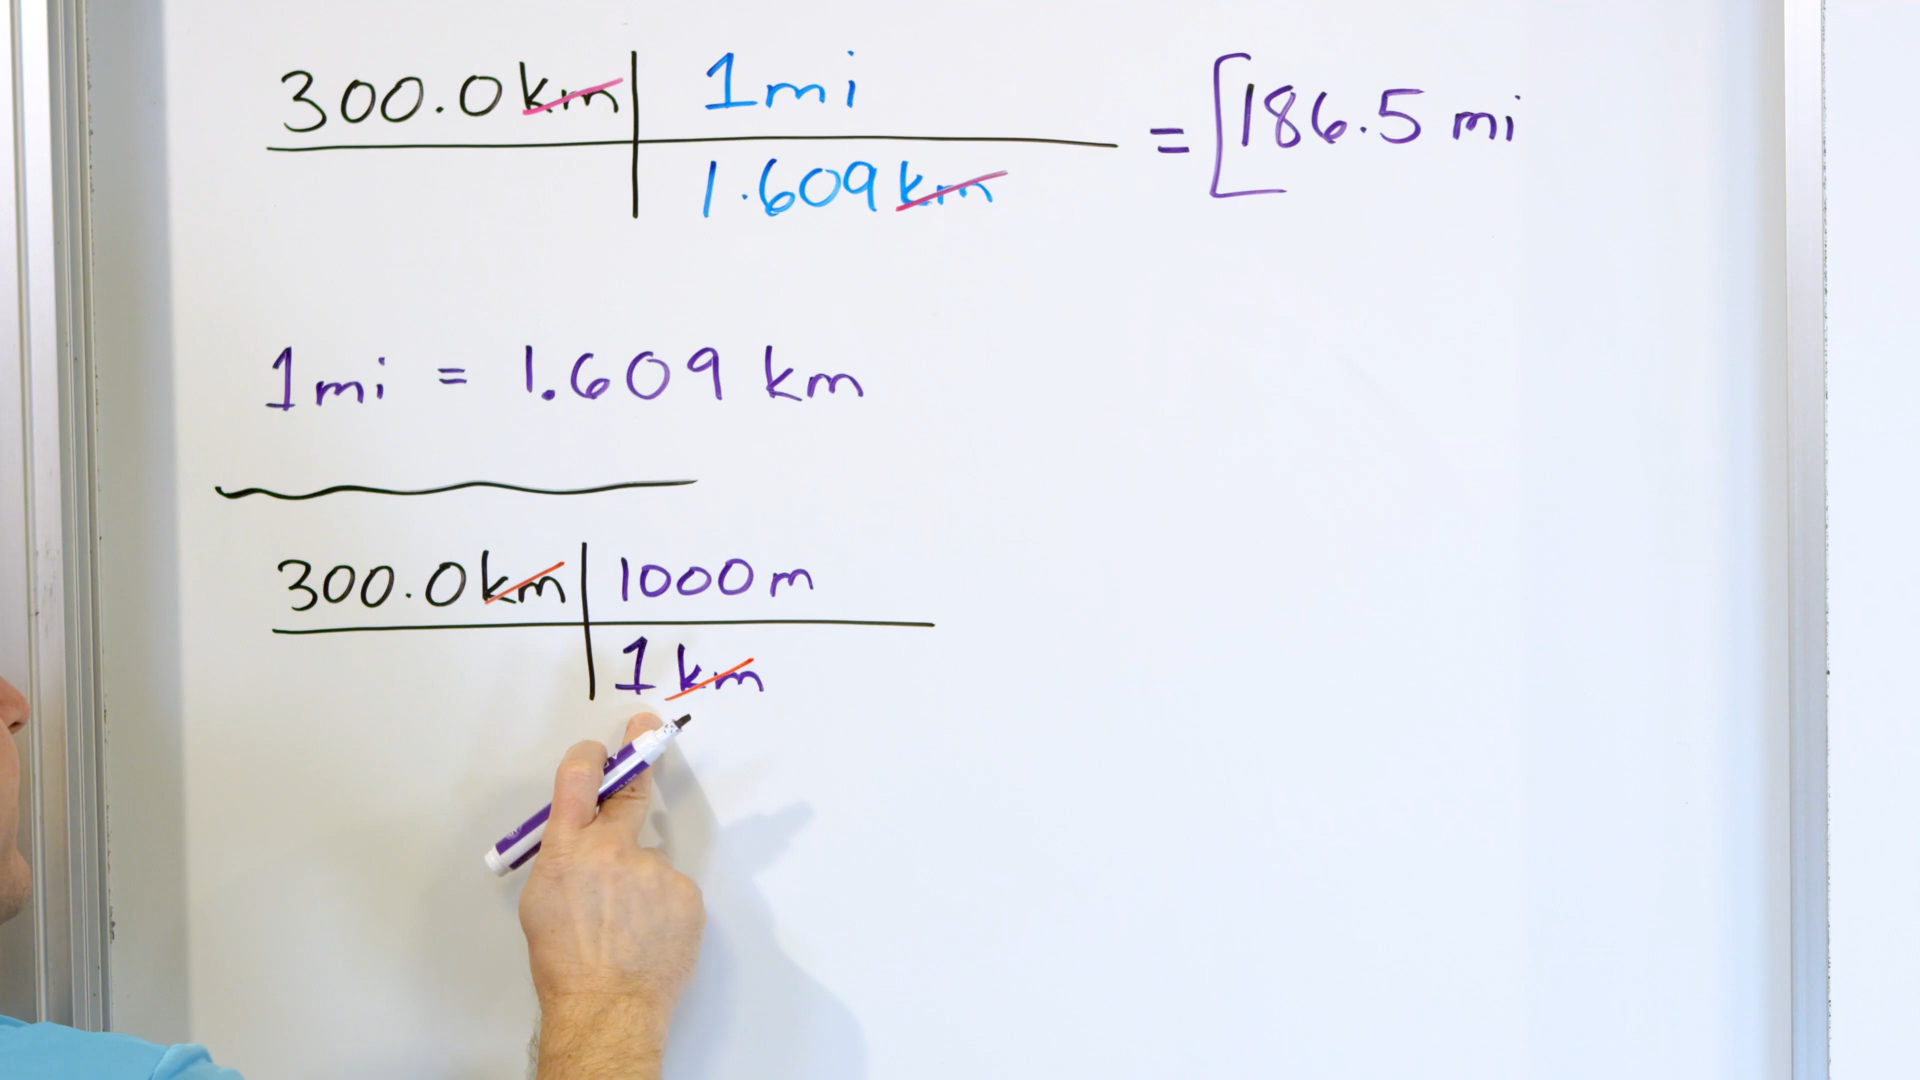 300.0 km 1 mi
1.609 km
= [186.5 mi
1 mi = 1.609 km
300.0 km 1000 m
1 km